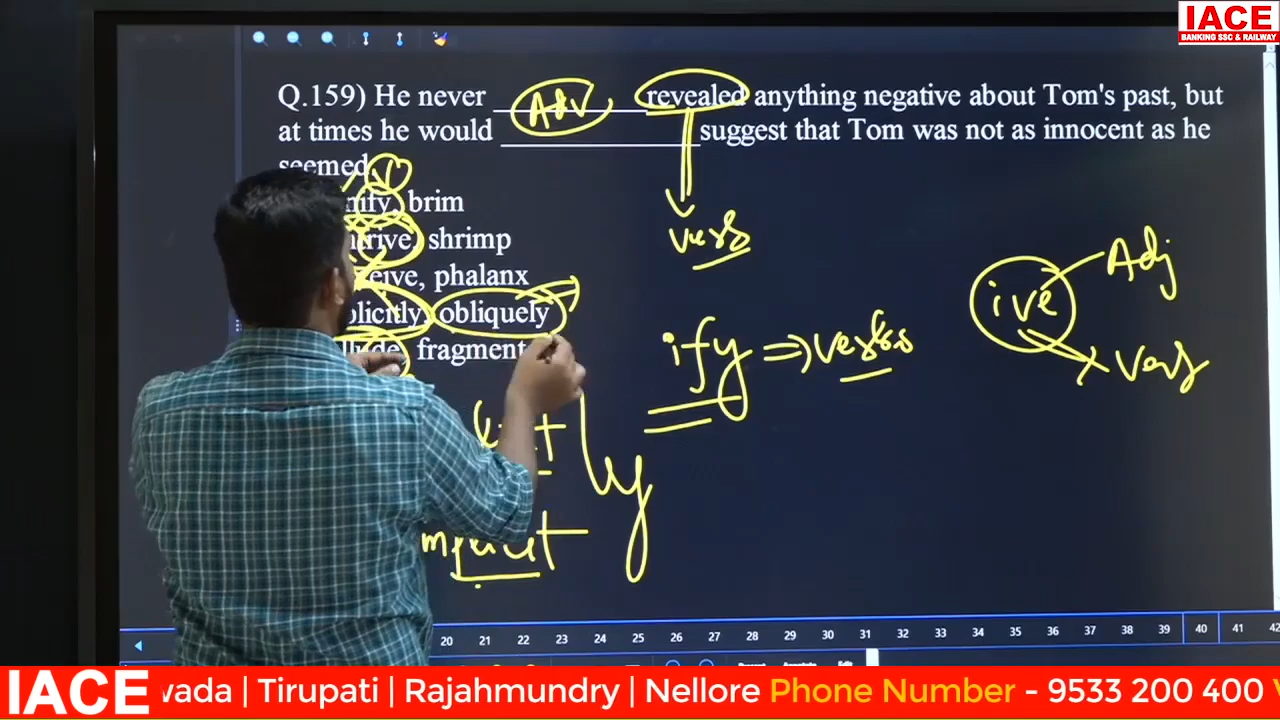 IACE
BANKING SSC & RAILWAY
Q.159) He never ____________ revealed anything negative about Tom's past, but
Adv
at times he would ____________ suggest that Tom was not as innocent as he
seemed.
brim
shrimp
phalanx
obliquely
fragment
verb
ify ⇒ verbs
ive
Adj
verb
ly
20 21 22 23 24 25 26 27 28 29 30 31 32 33 34 35 36 37 38 39 40 41 42
IACE
vada | Tirupati | Rajahmundry | Nellore Phone Number - 9533 200 400